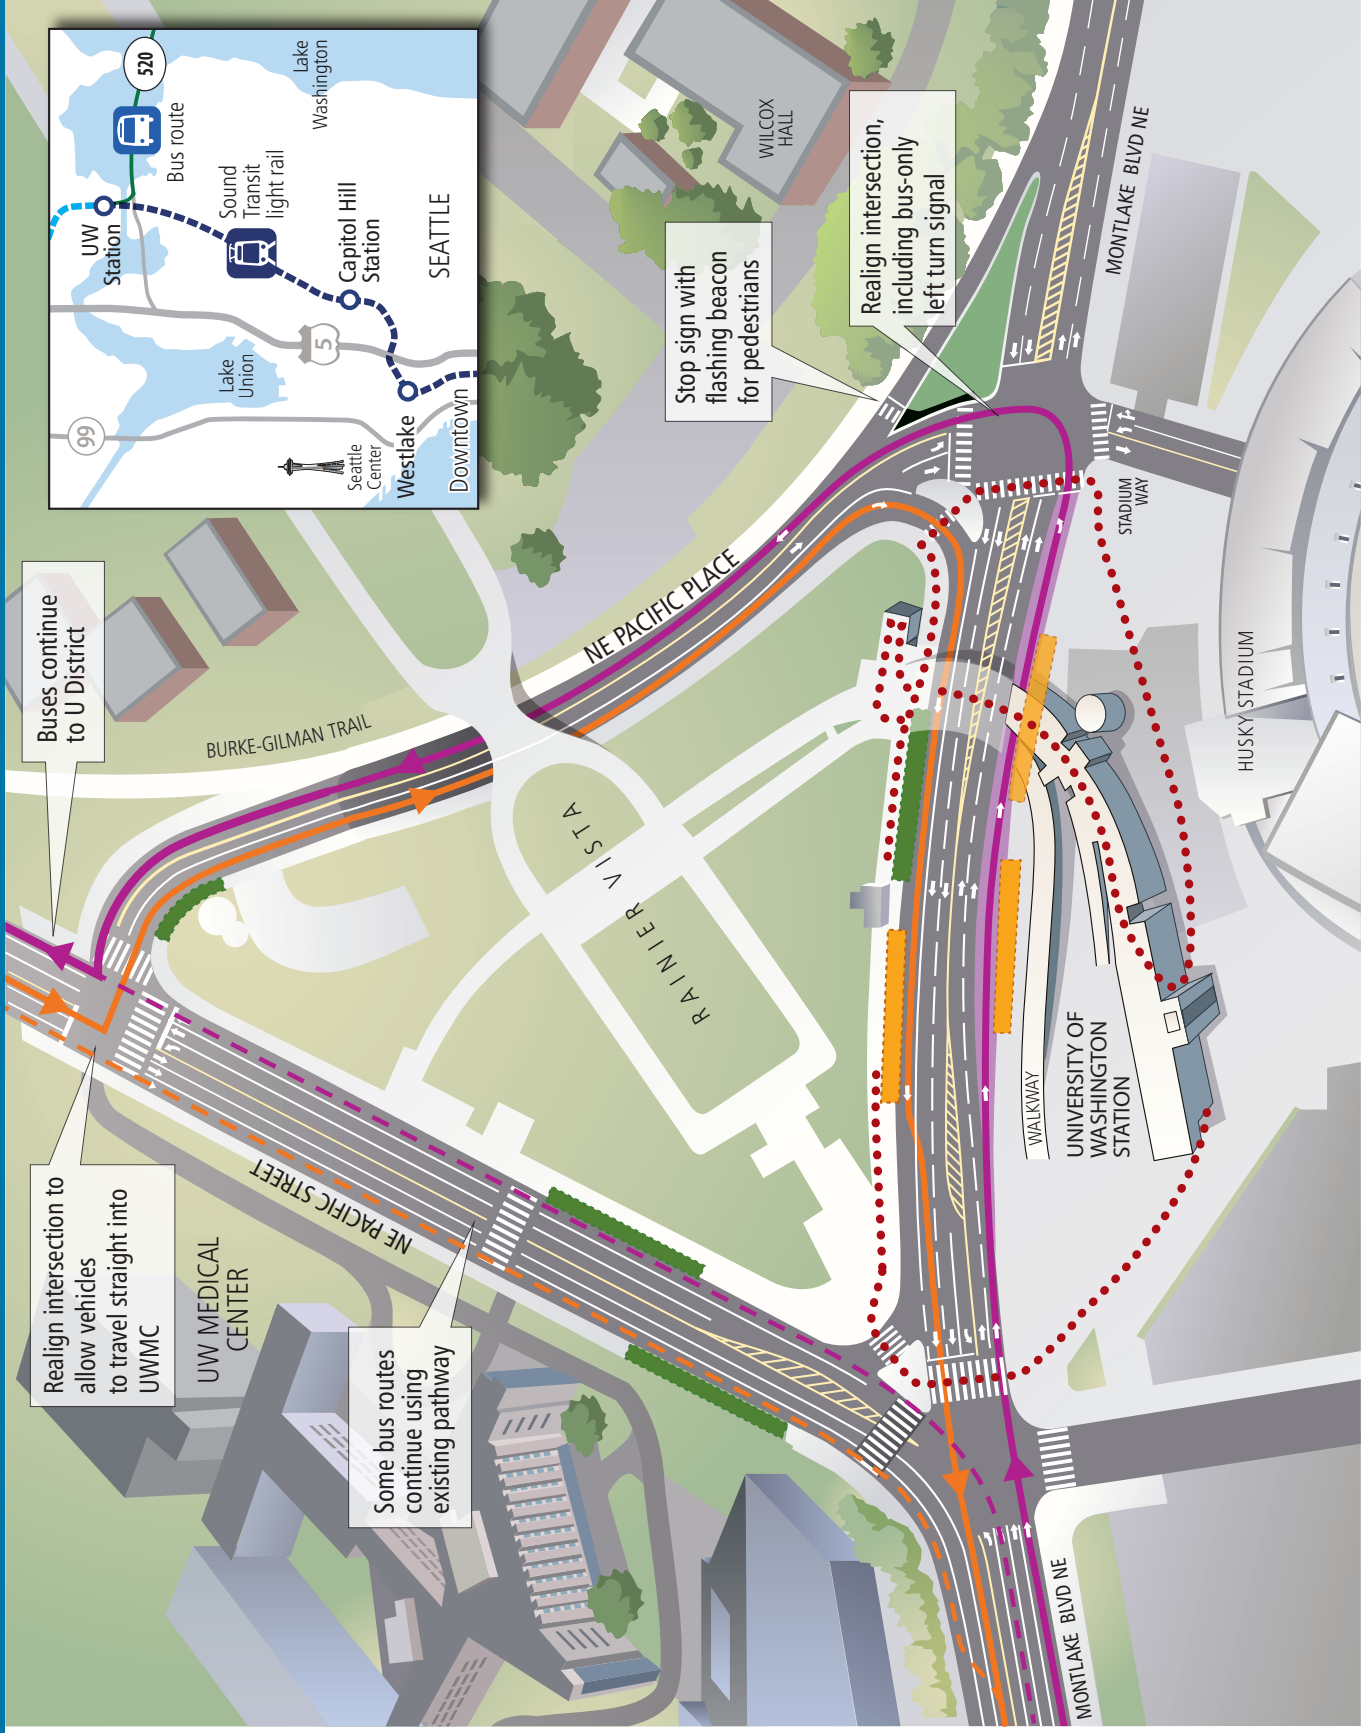 520
Bus route
Lake
Washington
UW
Station
Sound
Transit
light rail
Capitol Hill
Station
SEATTLE
5
Lake
Union
99
Seattle
Center
Westlake
Downtown
WILCOX
HALL
Realign intersection,
including bus-only
left turn signal
Stop sign with
flashing beacon
for pedestrians
MONTLAKE BLVD NE
STADIUM
WAY
HUSKY STADIUM
Buses continue
to U District
BURKE-GILMAN TRAIL
NE PACIFIC PLACE
RAINIER VISTA
WALKWAY
UNIVERSITY OF
WASHINGTON
STATION
Realign intersection to
allow vehicles
to travel straight into
UWMC
NE PACIFIC STREET
UW MEDICAL
CENTER
Some bus routes
continue using
existing pathway
MONTLAKE BLVD NE